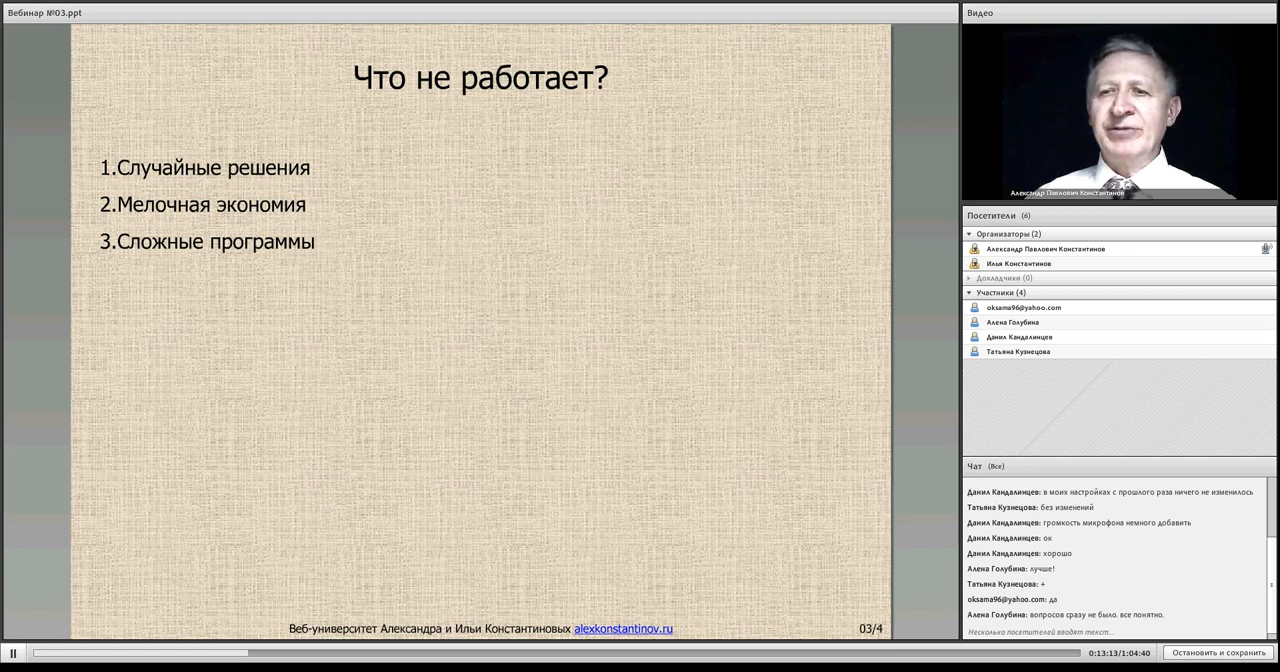 Вебинар №03.ppt
Что не работает?
1.Случайные решения
2.Мелочная экономия
3.Сложные программы
Веб-университет Александра и Ильи Константиновых alexkonstantinov.ru
03/4
Видео
Александр Павлович Константинов
Посетители (6)
Организаторы (2)
Александр Павлович Константинов
Илья Константинов
Докладчики (0)
Участники (4)
oksama96@yahoo.com
Алена Голубина
Данил Кандалинцев
Татьяна Кузнецова
Чат (Все)
Данил Кандалинцев: в моих настройках с прошлого раза ничего не изменилось
Татьяна Кузнецова: без изменений
Данил Кандалинцев: громкость микрофона немного добавить
Данил Кандалинцев: ок
Данил Кандалинцев: хорошо
Алена Голубина: лучше!
Татьяна Кузнецова: +
oksama96@yahoo.com: да
Алена Голубина: вопросов сразу не было. все понятно.
Несколько посетителей вводят текст...
0:13:13/1:04:40
Остановить и сохранить